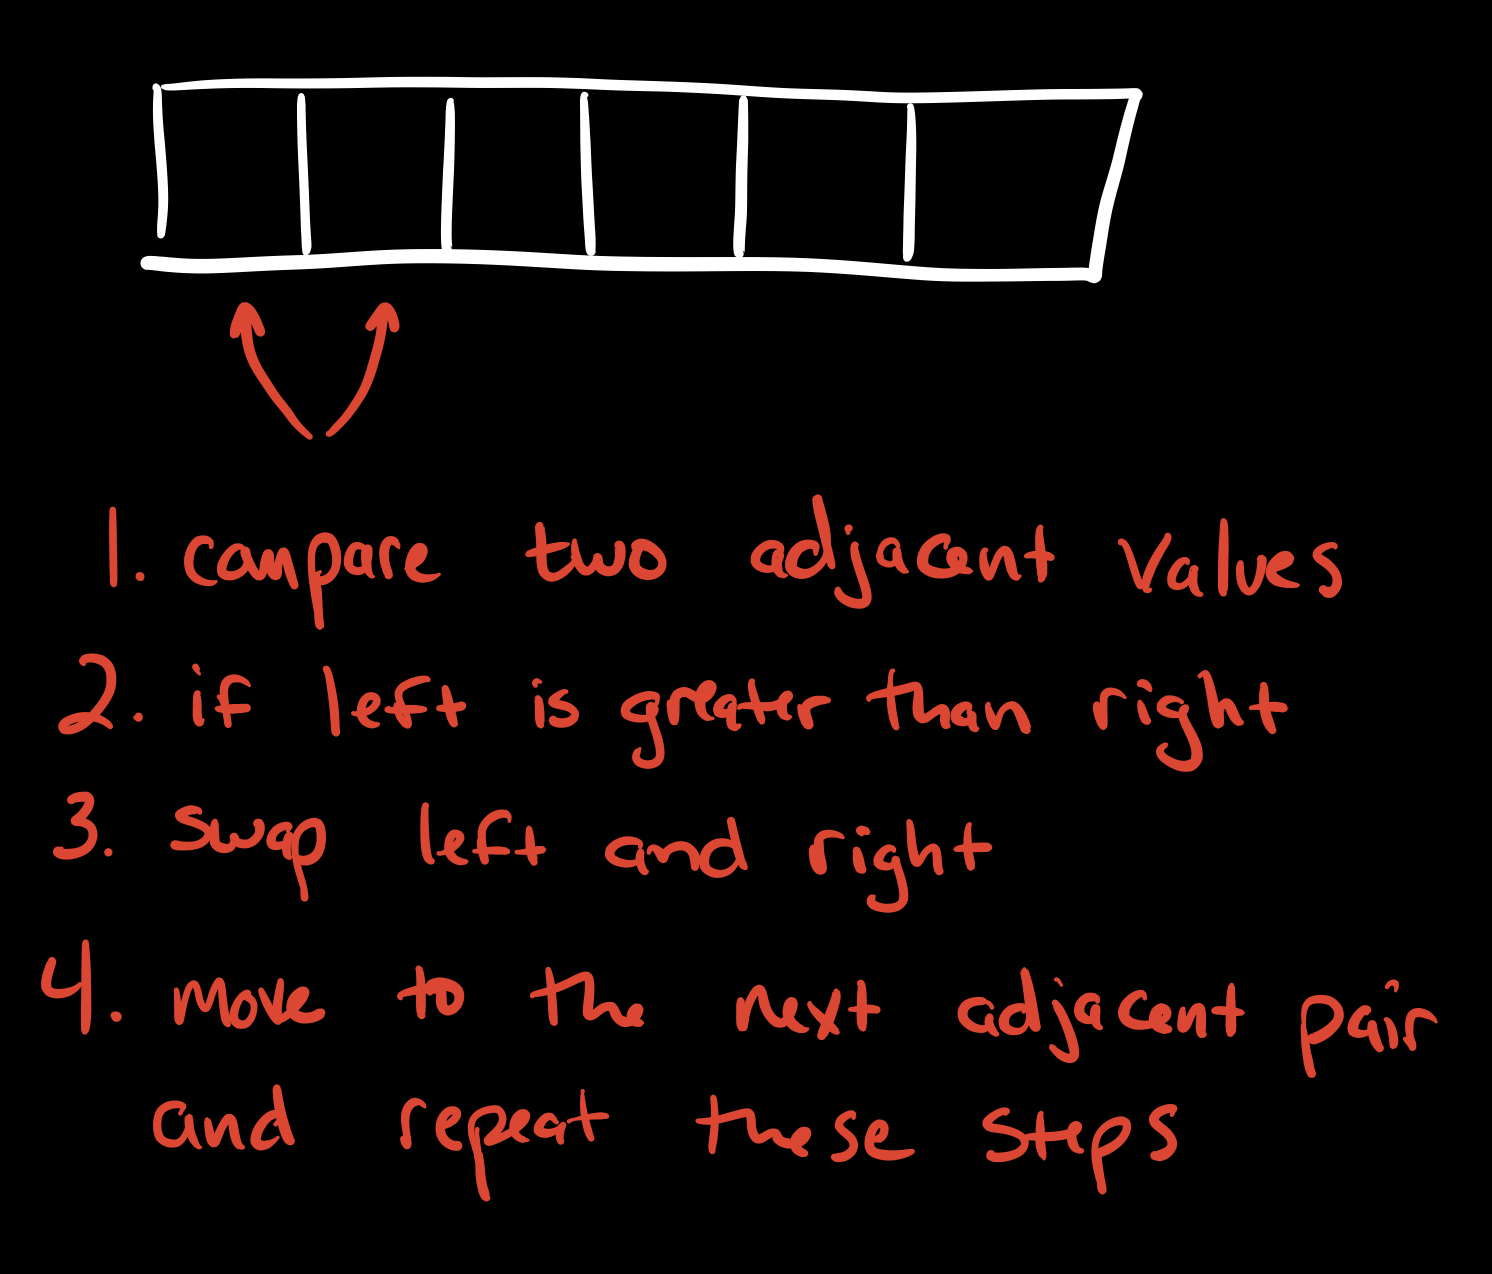 1. compare two adjacent values
2. if left is greater than right
3. swap left and right
4. move to the next adjacent pair
and repeat these steps